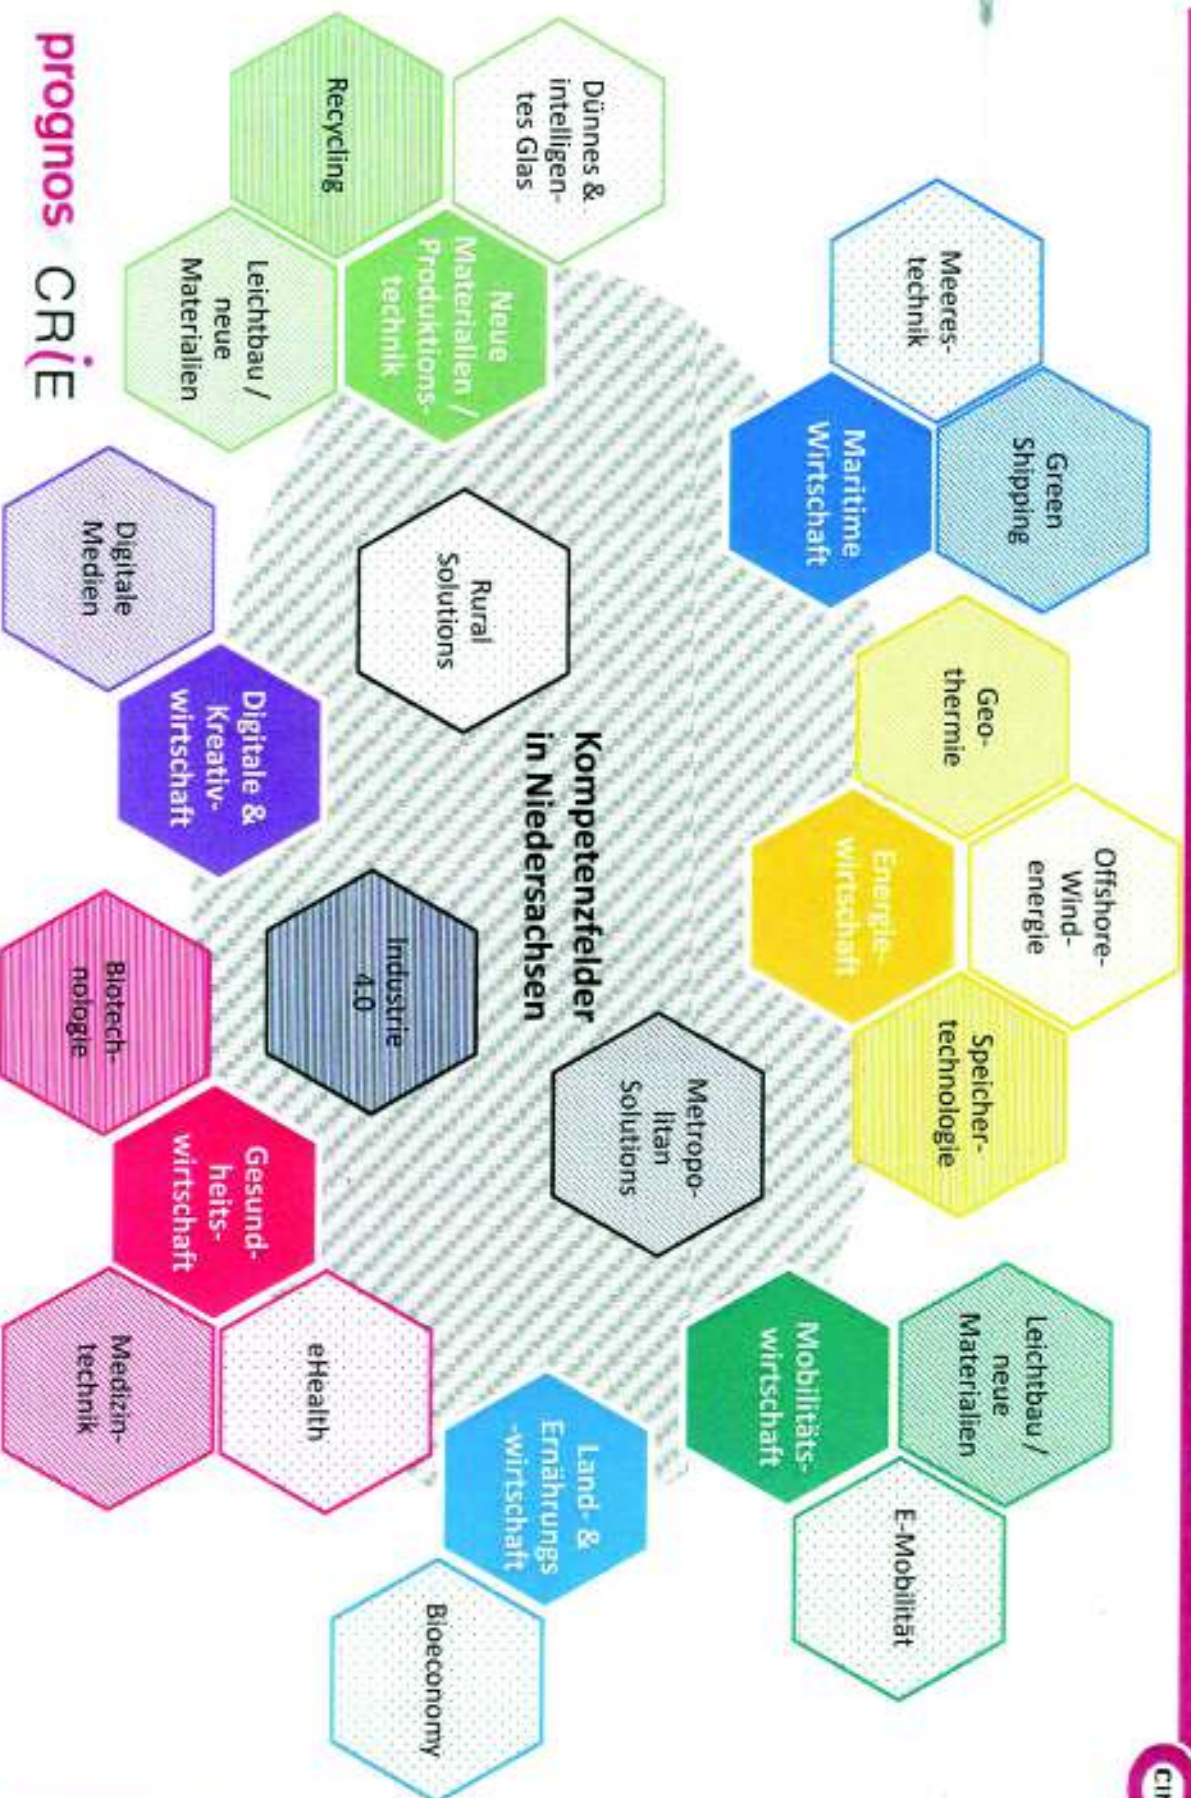 Meeres-
technik
Green
Shipping
Maritime
Wirtschaft
Geo-
thermie
Offshore-
Wind-
energie
Energie-
wirtschaft
Speicher-
technologie
Leichtbau /
neue
Materialien
Mobilitäts-
wirtschaft
E-Mobilität
Dünnes &
intelligen-
tes Glas
Neue
Materialien /
Produktions-
technik
Recycling
Leichtbau /
neue
Materialien
Rural
Solutions
Kompetenzfelder
in Niedersachsen
Metropo-
litan
Solutions
Industrie
4.0
Land- &
Ernährungs
-wirtschaft
Bioeconomy
Digitale
Medien
Digitale &
Kreativ-
wirtschaft
Biotech-
nologie
Gesund-
heits-
wirtschaft
eHealth
Medizin-
technik
prognos CRiE